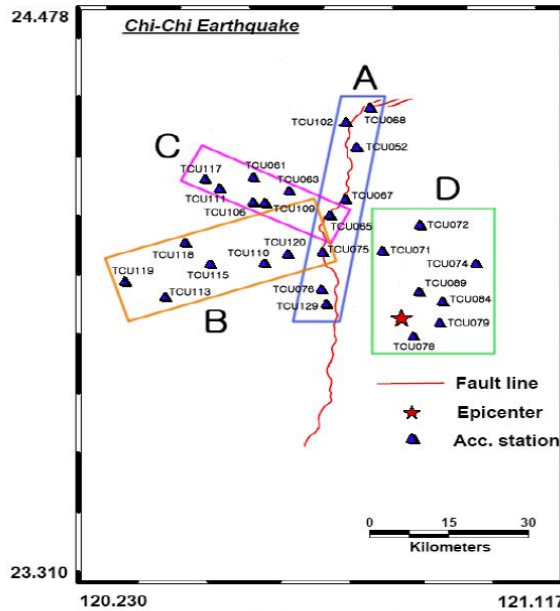 24.478
Chi-Chi Earthquake
A
TCU102
TCU068
TCU052
C
TCU117
TCU061
TCU063
TCU111
TCU106
TCU109
TCU067
TCU065
D
TCU072
TCU071
TCU074
TCU118
TCU110
TCU120
TCU075
TCU119
TCU115
TCU113
TCU076
TCU129
B
TCU089
TCU084
TCU079
TCU078
Fault line
Epicenter
Acc. station
0 15 30
Kilometers
23.310
120.230 121.117